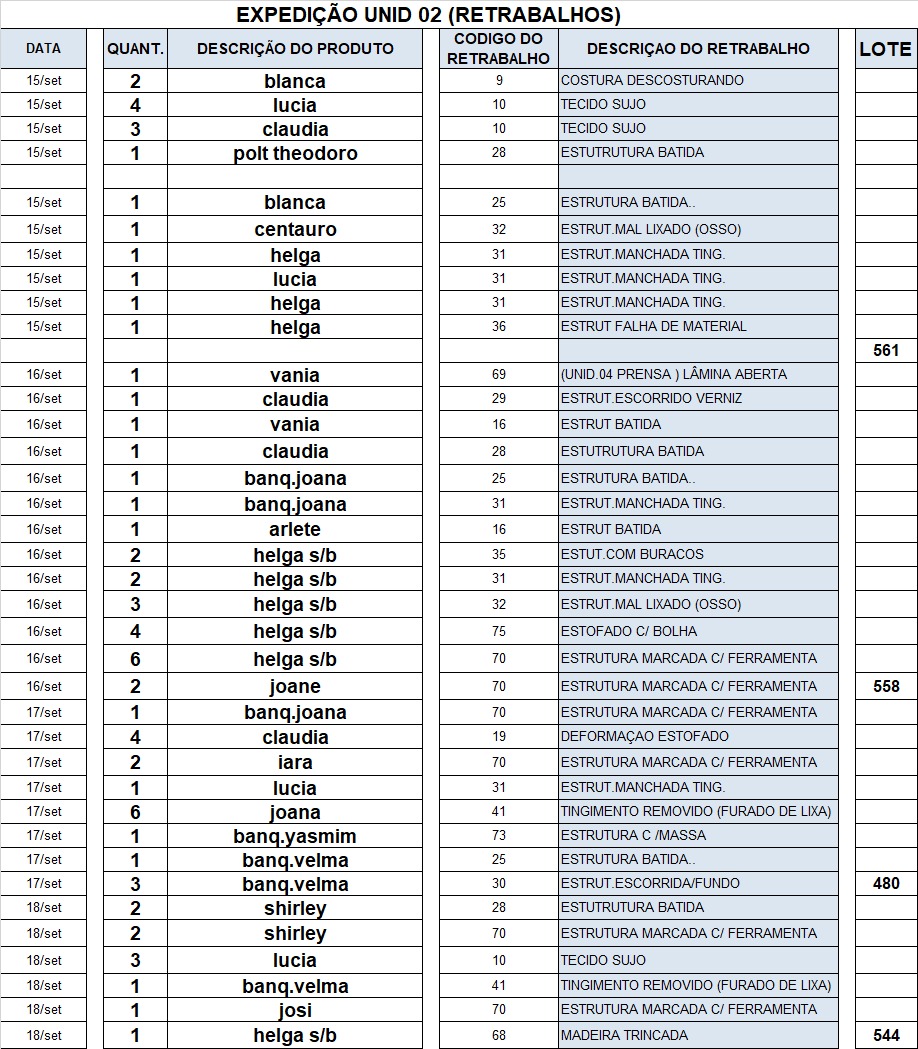 EXPEDIÇÃO UNID 02 (RETRABALHOS)
DATA QUANT. DESCRIÇÃO DO PRODUTO CODIGO DO RETRABALHO DESCRIÇAO DO RETRABALHO LOTE
15/set 2 blanca 9 COSTURA DESCOSTURANDO
15/set 4 lucia 10 TECIDO SUJO
15/set 3 claudia 10 TECIDO SUJO
15/set 1 polt theodoro 28 ESTUTRUTURA BATIDA
15/set 1 blanca 25 ESTRUTURA BATIDA..
15/set 1 centauro 32 ESTRUT.MAL LIXADO (OSSO)
15/set 1 helga 31 ESTRUT.MANCHADA TING.
15/set 1 lucia 31 ESTRUT.MANCHADA TING.
15/set 1 helga 31 ESTRUT.MANCHADA TING.
15/set 1 helga 36 ESTRUT FALHA DE MATERIAL
561
16/set 1 vania 69 (UNID.04 PRENSA ) LÂMINA ABERTA
16/set 1 claudia 29 ESTRUT.ESCORRIDO VERNIZ
16/set 1 vania 16 ESTRUT BATIDA
16/set 1 claudia 28 ESTUTRUTURA BATIDA
16/set 1 banq.joana 25 ESTRUTURA BATIDA..
16/set 1 banq.joana 31 ESTRUT.MANCHADA TING.
16/set 1 arlete 16 ESTRUT BATIDA
16/set 2 helga s/b 35 ESTUT.COM BURACOS
16/set 2 helga s/b 31 ESTRUT.MANCHADA TING.
16/set 3 helga s/b 32 ESTRUT.MAL LIXADO (OSSO)
16/set 4 helga s/b 75 ESTOFADO C/ BOLHA
16/set 6 helga s/b 70 ESTRUTURA MARCADA C/ FERRAMENTA
16/set 2 joane 70 ESTRUTURA MARCADA C/ FERRAMENTA 558
17/set 1 banq.joana 70 ESTRUTURA MARCADA C/ FERRAMENTA
17/set 4 claudia 19 DEFORMAÇAO ESTOFADO
17/set 2 iara 70 ESTRUTURA MARCADA C/ FERRAMENTA
17/set 1 lucia 31 ESTRUT.MANCHADA TING.
17/set 6 joana 41 TINGIMENTO REMOVIDO (FURADO DE LIXA)
17/set 1 banq.yasmim 73 ESTRUTURA C /MASSA
17/set 1 banq.velma 25 ESTRUTURA BATIDA..
17/set 3 banq.velma 30 ESTRUT.ESCORRIDA/FUNDO 480
18/set 2 shirley 28 ESTUTRUTURA BATIDA
18/set 2 shirley 70 ESTRUTURA MARCADA C/ FERRAMENTA
18/set 3 lucia 10 TECIDO SUJO
18/set 1 banq.velma 41 TINGIMENTO REMOVIDO (FURADO DE LIXA)
18/set 1 josi 70 ESTRUTURA MARCADA C/ FERRAMENTA
18/set 1 helga s/b 68 MADEIRA TRINCADA 544